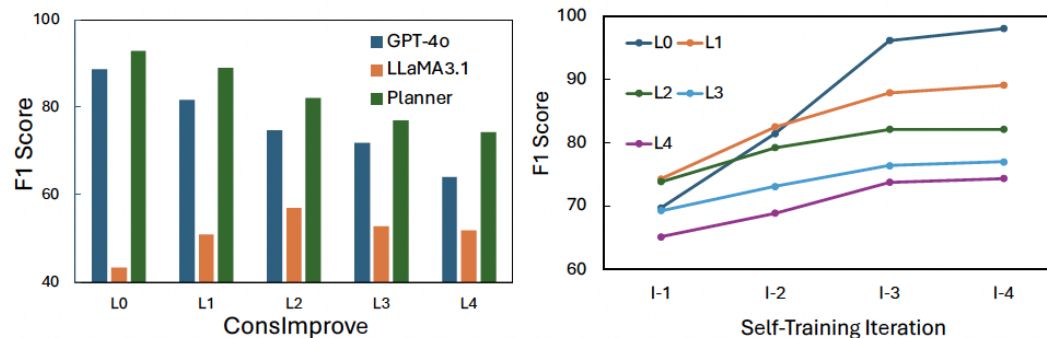 100
80
60
40
F1 Score
GPT-4o
LLaMA3.1
Planner
L0 L1 L2 L3 L4
ConsImprove
100
90
80
70
60
F1 Score
L0 L1
L2 L3
L4
I-1 I-2 I-3 I-4
Self-Training Iteration